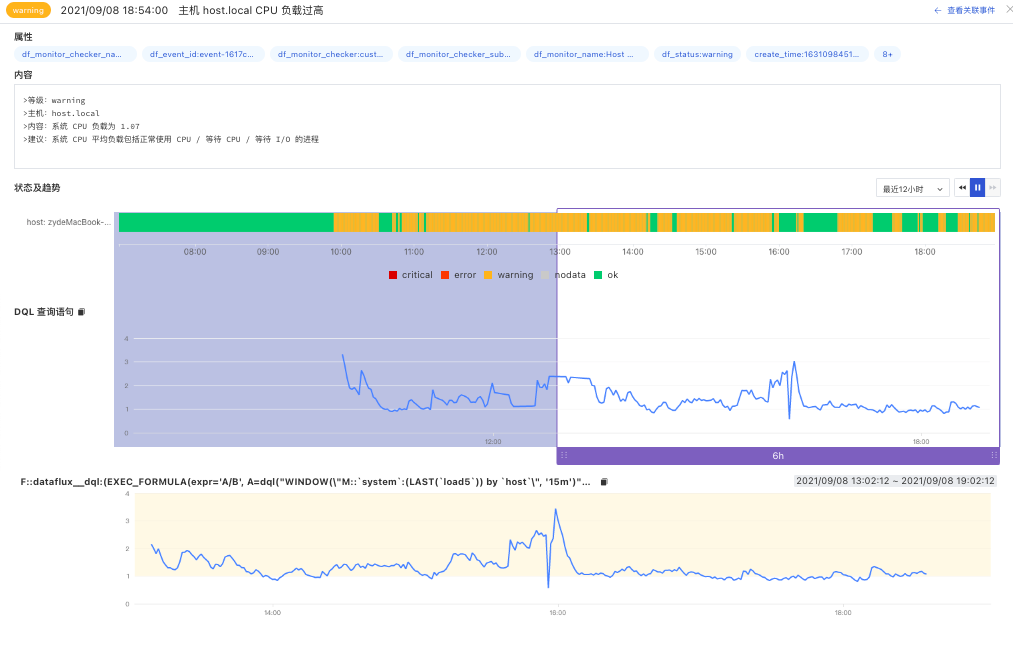 warning 2021/09/08 18:54:00 主机 host.local CPU 负载过高 ← 查看关联事件
属性
df_monitor_checker_na... df_event_id:event-1617c... df_monitor_checker:cust... df_monitor_checker_sub... df_monitor_name:Host ... df_status:warning create_time:1631098451... 8+
内容
>等级: warning
>主机: host.local
>内容: 系统 CPU 负载为 1.07
>建议: 系统 CPU 平均负载包括正常使用 CPU / 等待 CPU / 等待 I/O 的进程
状态及趋势 最近12小时
host: zydeMacBook-...
08:00 09:00 10:00 11:00 12:00 13:00 14:00 15:00 16:00 17:00 18:00
critical error warning nodata ok
DQL 查询语句
4
3
2
1
0
12:00 18:00
6h
F::dataflux__dql:(EXEC_FORMULA(expr='A/B', A=dql("WINDOW(\"M::`system`:(LAST(`load5`)) by `host`\", '15m')"... 2021/09/08 13:02:12 ~ 2021/09/08 19:02:12
4
3
2
1
0
14:00 16:00 18:00